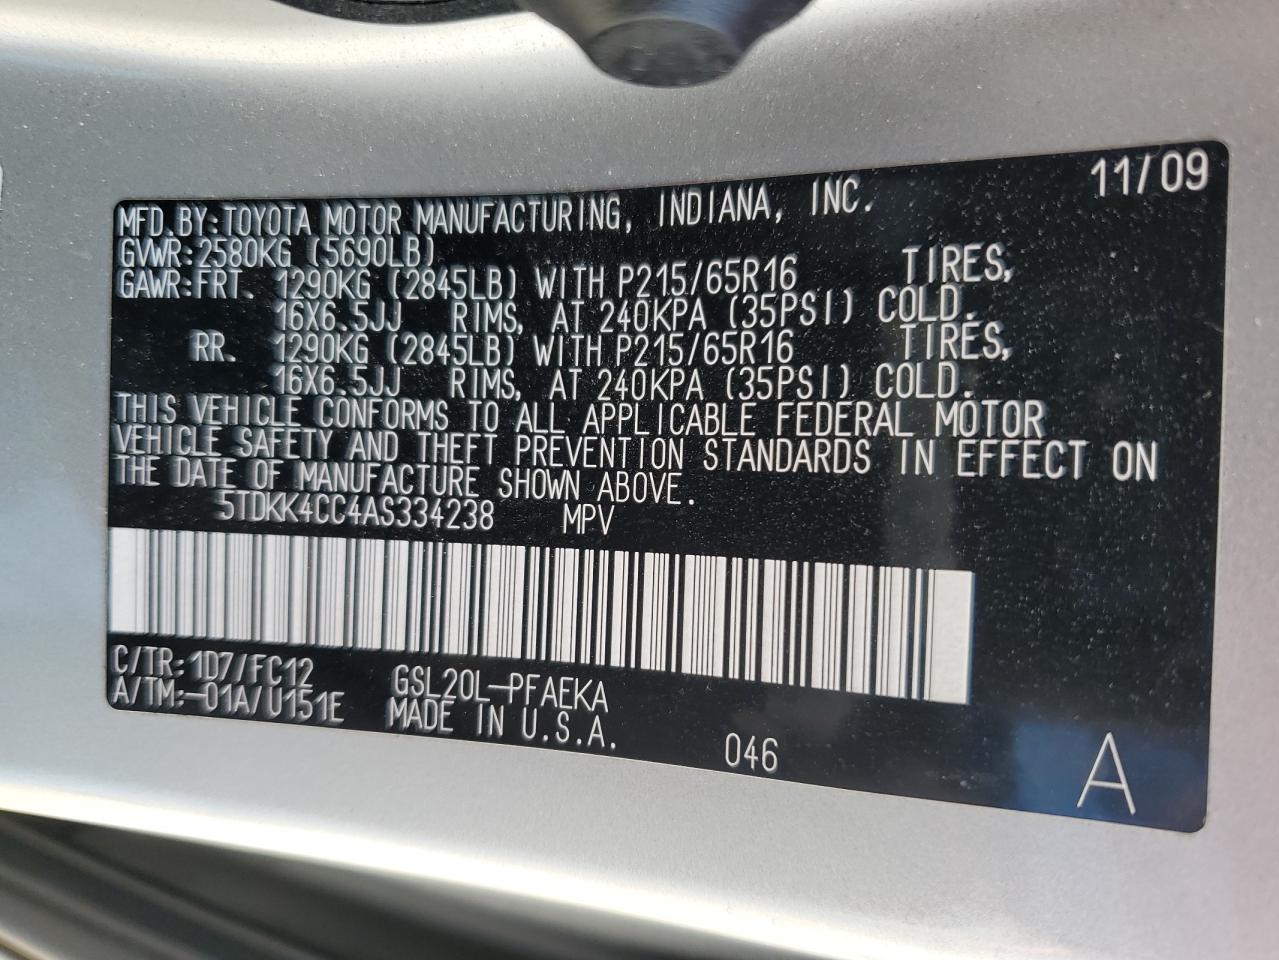 11/09
MFD.BY:TOYOTA MOTOR MANUFACTURING, INDIANA, INC.
GVWR:2580KG (5690LB)
GAWR:FRT. 1290KG (2845LB) WITH P215/65R16 TIRES,
16X6.5JJ RIMS, AT 240KPA (35PSI) COLD.
RR. 1290KG (2845LB) WITH P215/65R16 TIRES,
16X6.5JJ RIMS, AT 240KPA (35PSI) COLD.
THIS VEHICLE CONFORMS TO ALL APPLICABLE FEDERAL MOTOR
VEHICLE SAFETY AND THEFT PREVENTION STANDARDS IN EFFECT ON
THE DATE OF MANUFACTURE SHOWN ABOVE.
5TDKK4CC4AS334238 MPV
C/TR:1D7/FC12 GSL20L-PFAEKA
A/TM:-01A/U151E MADE IN U.S.A.
046
A